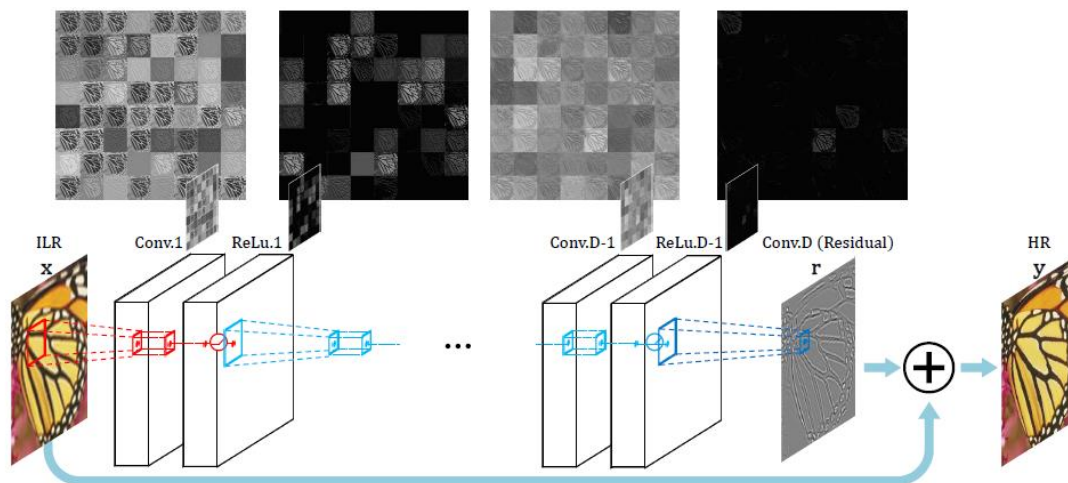 ILR
x
Conv.1
ReLu.1
...
Conv.D-1
ReLu.D-1
Conv.D (Residual)
r
HR
y